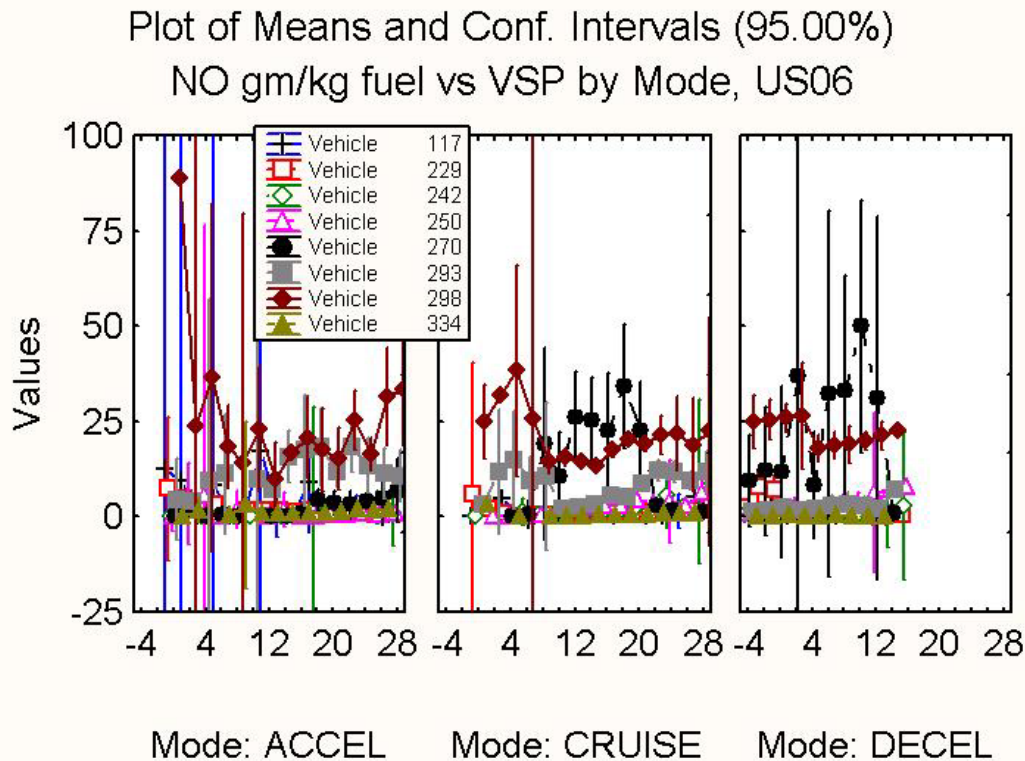 Plot of Means and Conf. Intervals (95.00%)
NO gm/kg fuel vs VSP by Mode, US06
Values
100
75
50
25
0
-25
Vehicle 117
Vehicle 229
Vehicle 242
Vehicle 250
Vehicle 270
Vehicle 293
Vehicle 298
Vehicle 334
-4 4 12 20 28 -4 4 12 20 28 -4 4 12 20 28
Mode: ACCEL Mode: CRUISE Mode: DECEL